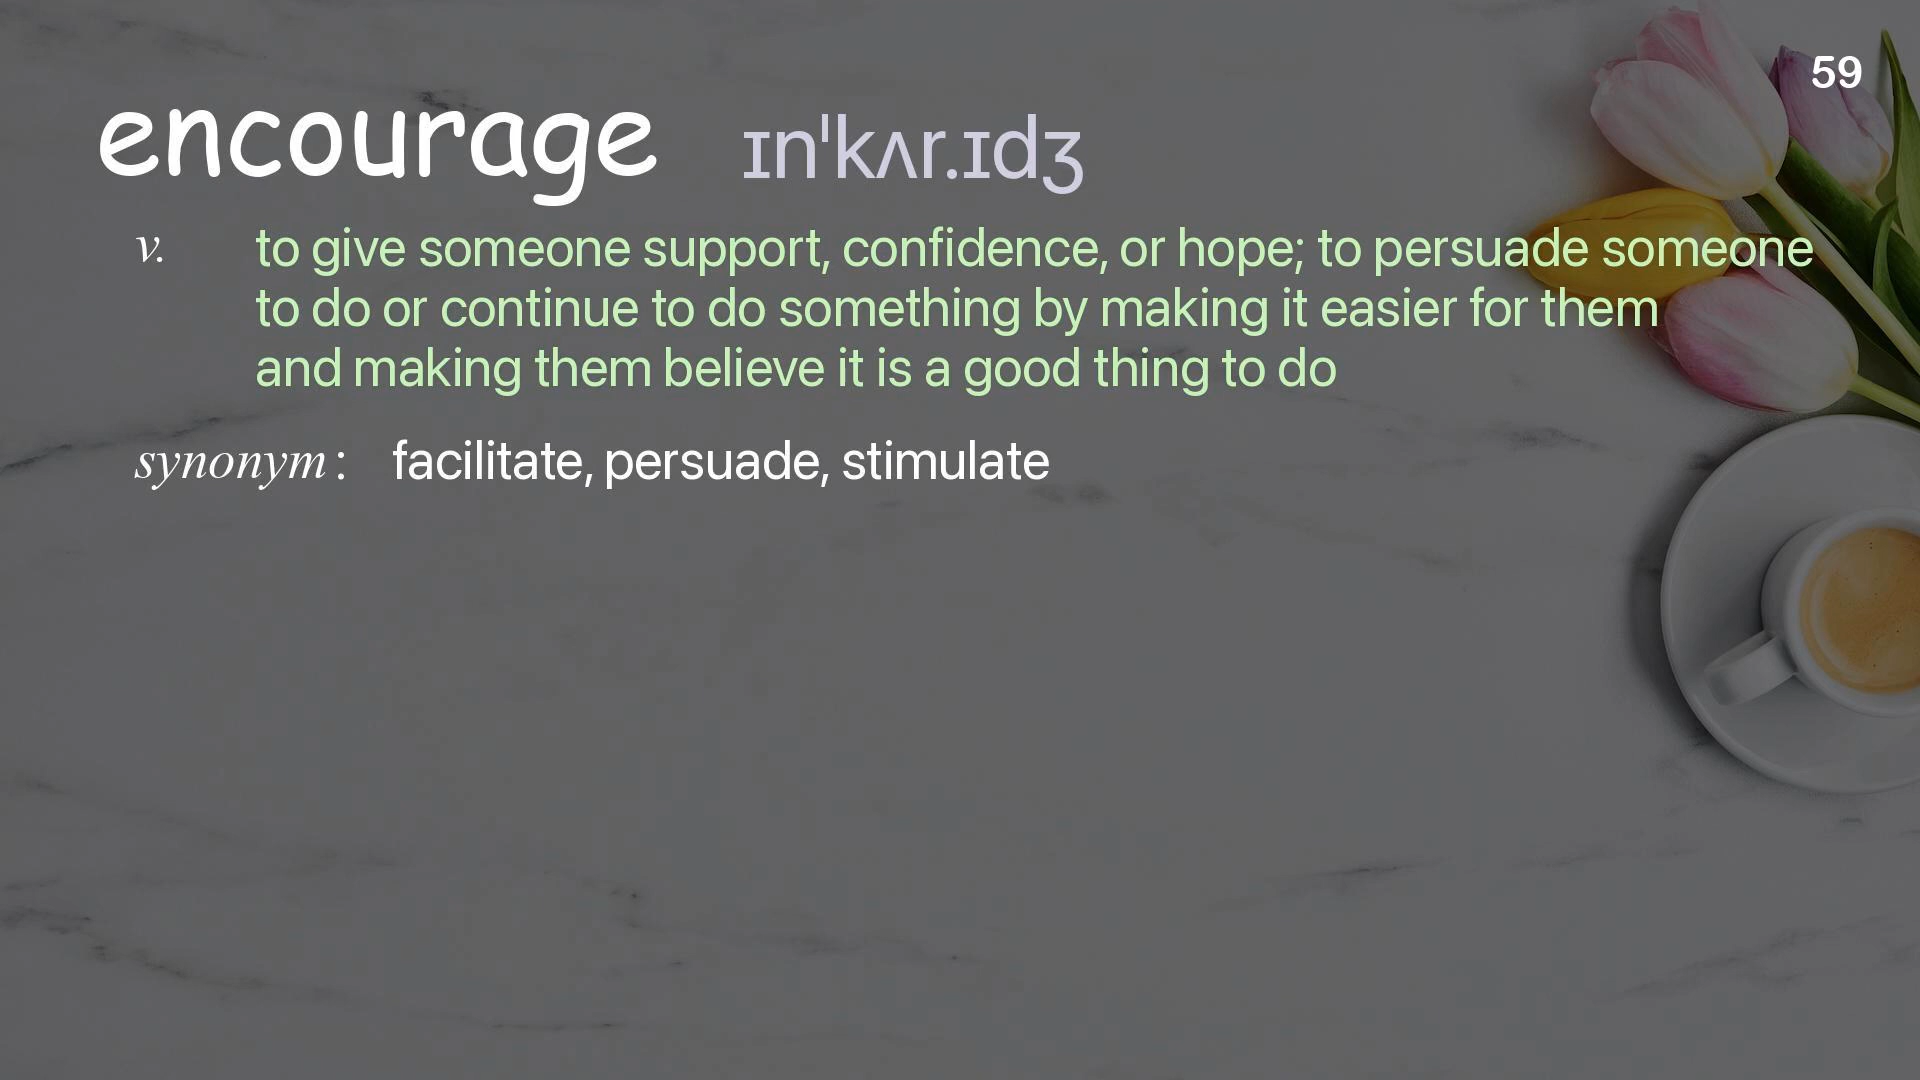 59
encourage ɪnˈkʌr.ɪdʒ
v. to give someone support, confidence, or hope; to persuade someone
to do or continue to do something by making it easier for them
and making them believe it is a good thing to do
synonym: facilitate, persuade, stimulate